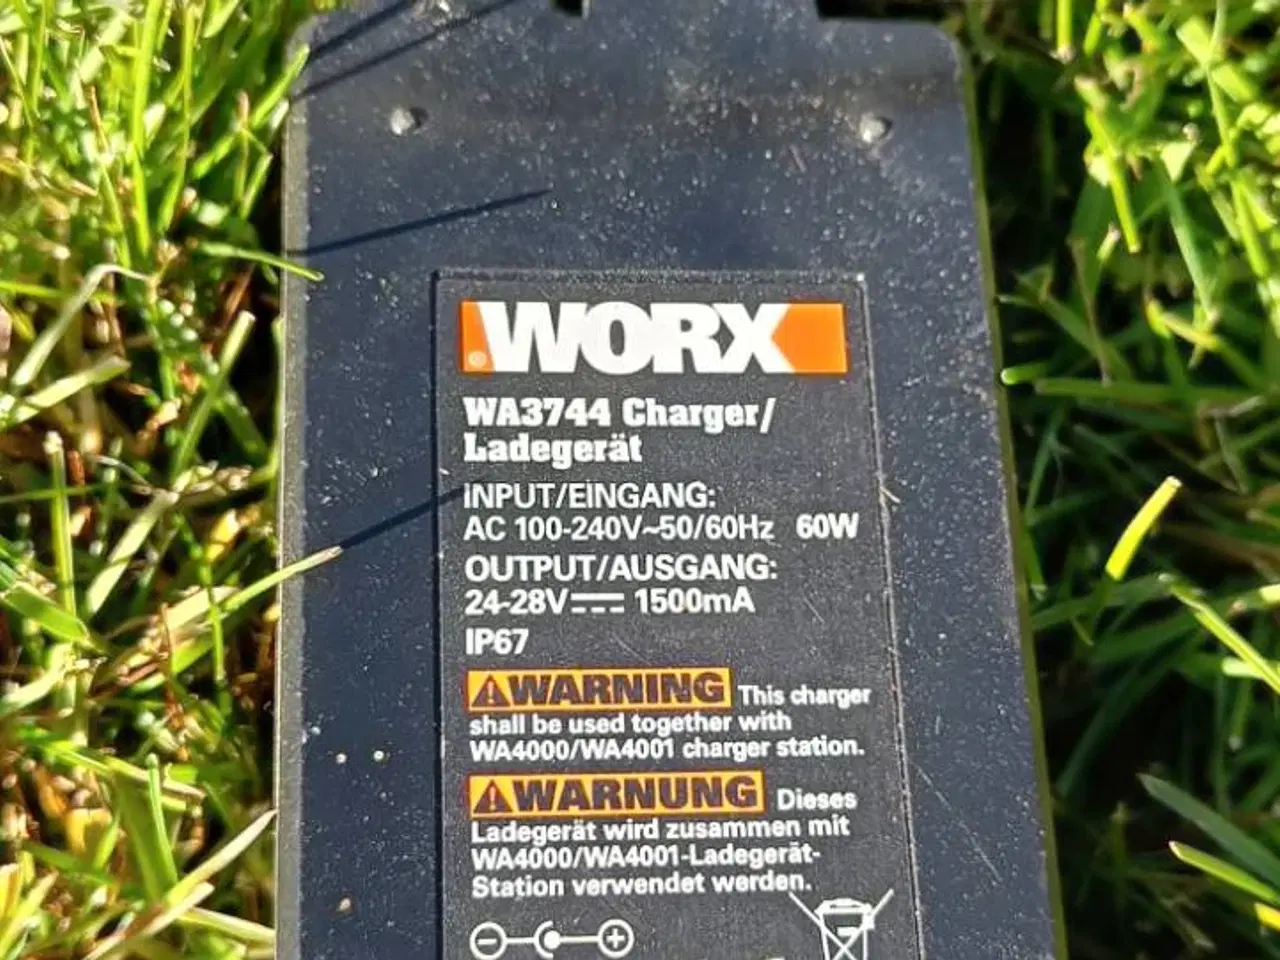 WORX
WA3744 Charger/
Ladegerät
INPUT/EINGANG:
AC 100-240V~50/60Hz 60W
OUTPUT/AUSGANG:
24-28V⎓1500mA
IP67
WARNING This charger
shall be used together with
WA4000/WA4001 charger station.
WARNUNG Dieses
Ladegerät wird zusammen mit
WA4000/WA4001-Ladegerät-
Station verwendet werden.